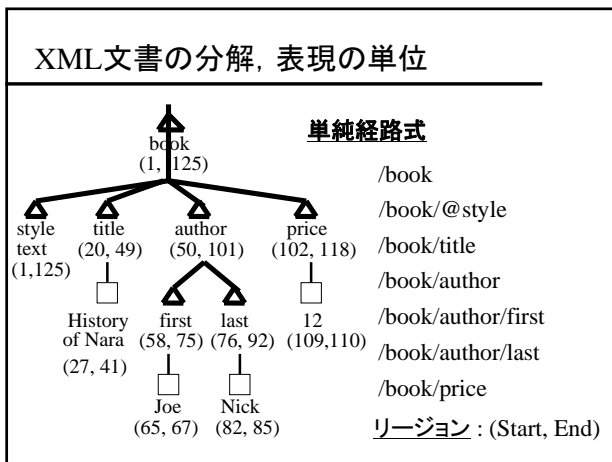 XML文書の分解，表現の単位
book
(1, 125)
style
text
(1,125)
title
(20, 49)
author
(50, 101)
price
(102, 118)
History
of Nara
(27, 41)
first
(58, 75)
last
(76, 92)
12
(109,110)
Joe
(65, 67)
Nick
(82, 85)
単純経路式
/book
/book/@style
/book/title
/book/author
/book/author/first
/book/author/last
/book/price
リージョン : (Start, End)